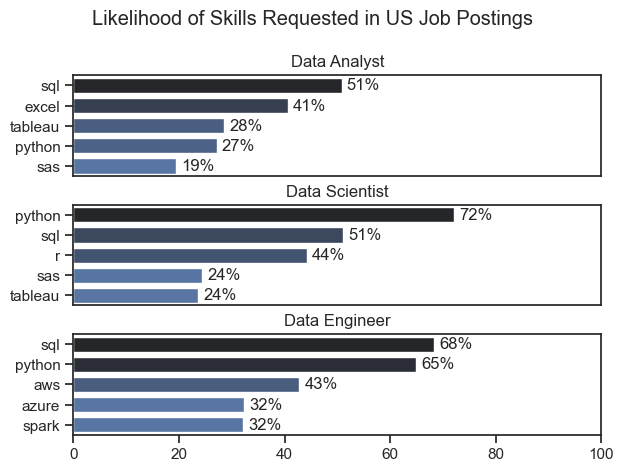 Likelihood of Skills Requested in US Job Postings
Data Analyst
sql 51%
excel 41%
tableau 28%
python 27%
sas 19%
Data Scientist
python 72%
sql 51%
r 44%
sas 24%
tableau 24%
Data Engineer
sql 68%
python 65%
aws 43%
azure 32%
spark 32%
0 20 40 60 80 100